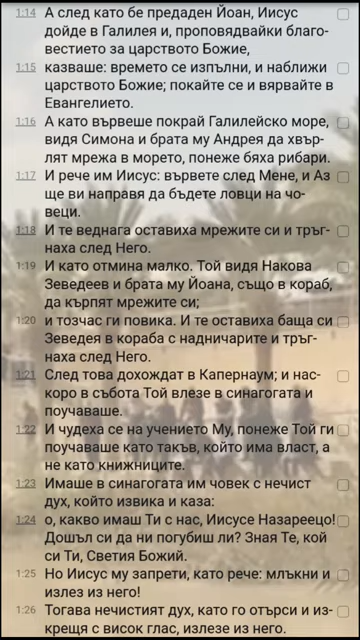 1:14 А след като бе предаден Йоан, Иисус
дойде в Галилея и, проповядвайки благо-
вестието за царството Божие,
1:15 казваше: времето се изпълни, и наближи
царството Божие; покайте се и вярвайте в
Евангелието.
1:16 А като вървеше покрай Галилейско море,
видя Симона и брата му Андрея да хвър-
лят мрежа в морето, понеже бяха рибари.
1:17 И рече им Иисус: вървете след Мене, и Аз
ще ви направя да бъдете ловци на чо-
веци.
1:18 И те веднага оставиха мрежите си и тръг-
наха след Него.
1:19 И като отмина малко. Той видя Накова
Зеведеев и брата му Йоана, също в кораб,
да кърпят мрежите си;
1:20 и тозчас ги повика. И те оставиха баща си
Зеведея в кораба с надничарите и тръг-
наха след Него.
1:21 След това дохождат в Капернаум; и нас-
коро в събота Той влезе в синагогата и
поучаваше.
1:22 И чудеха се на учението Му, понеже Той ги
поучаваше като такъв, който има власт, а
не като книжниците.
1:23 Имаше в синагогата им човек с нечист
дух, който извика и каза:
1:24 о, какво имаш Ти с нас, Иисусе Назареецо!
Дошъл си да ни погубиш ли? Зная Те, кой
си Ти, Светия Божий.
1:25 Но Иисус му запрети, като рече: млъкни и
излез из него!
1:26 Тогава нечистият дух, като го отърси и из-
крещя с висок глас, излезе из него.